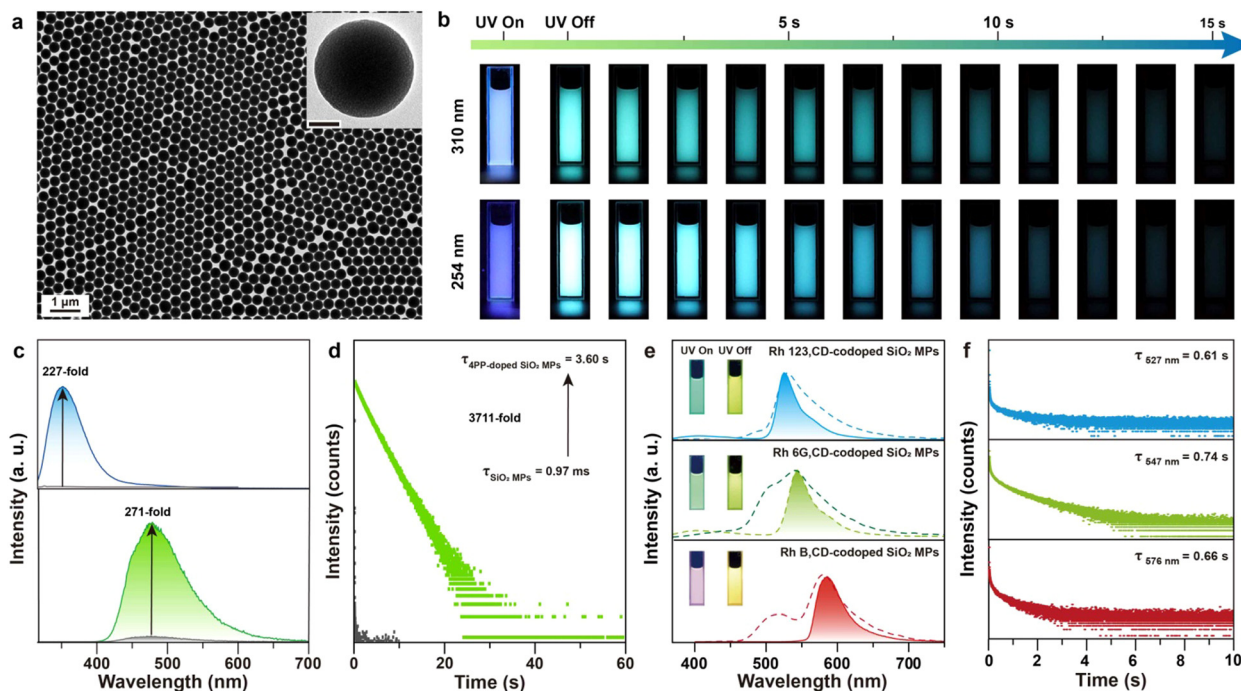 a
1 μm
b
UV On
UV Off
5 s
10 s
15 s
310 nm
254 nm
c
227-fold
271-fold
Intensity (a. u.)
400
500
600
700
Wavelength (nm)
d
τ4PP-doped SiO₂ MPs = 3.60 s
3711-fold
τSiO₂ MPs = 0.97 ms
Intensity (counts)
0
20
40
60
Time (s)
e
UV On UV Off
Rh 123,CD-codoped SiO₂ MPs
Rh 6G,CD-codoped SiO₂ MPs
Rh B,CD-codoped SiO₂ MPs
Intensity (a. u.)
400
500
600
700
Wavelength (nm)
f
τ 527 nm = 0.61 s
τ 547 nm = 0.74 s
τ 576 nm = 0.66 s
Intensity (counts)
0
2
4
6
8
10
Time (s)